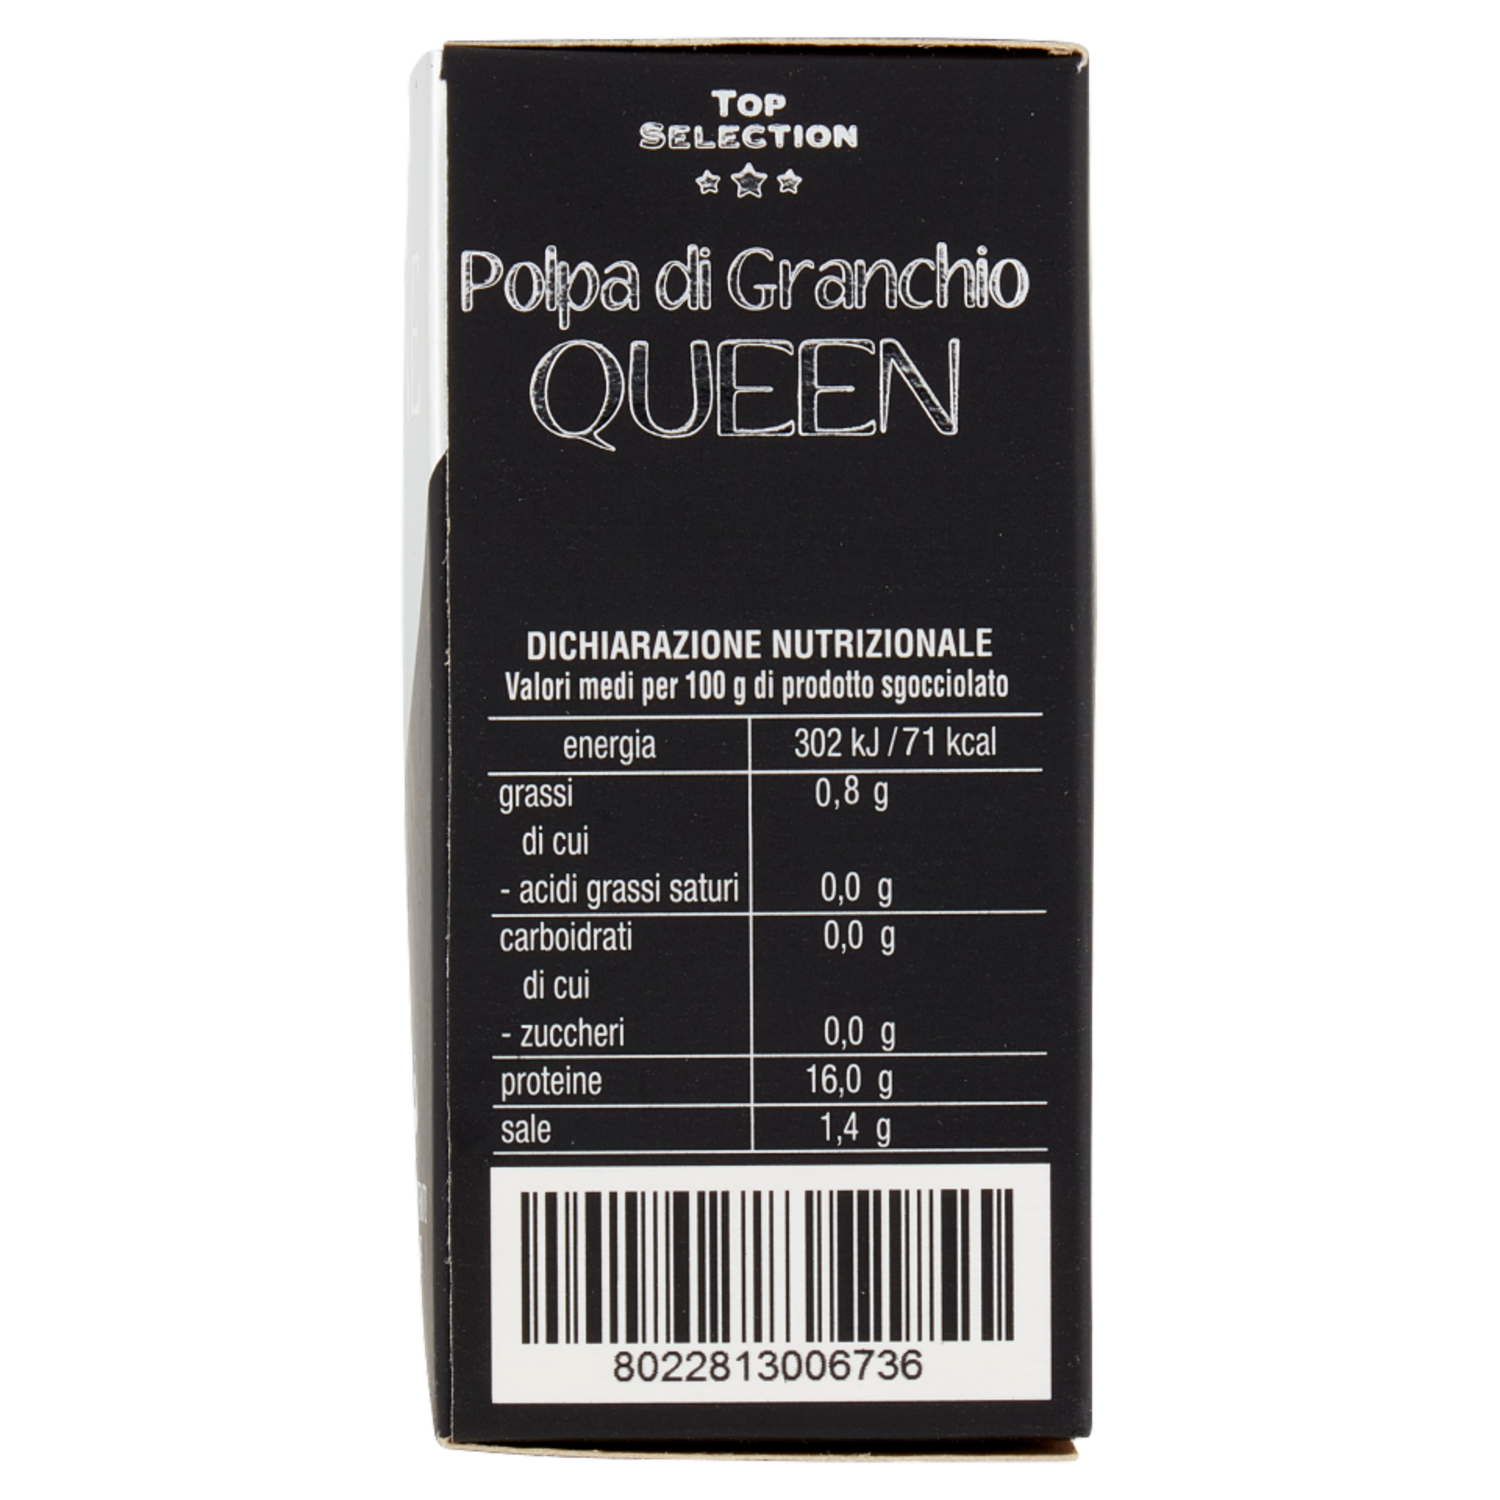 TOP
SELECTION
Polpa di Granchio
QUEEN
DICHIARAZIONE NUTRIZIONALE
Valori medi per 100 g di prodotto sgocciolato
energia 302 kJ / 71 kcal
grassi 0,8 g
di cui
- acidi grassi saturi 0,0 g
carboidrati 0,0 g
di cui
- zuccheri 0,0 g
proteine 16,0 g
sale 1,4 g
8022813006736